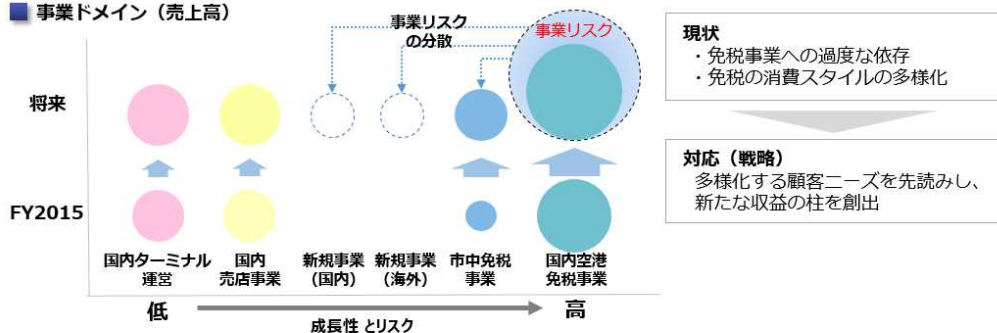 事業ドメイン（売上高）
事業リスク
の分散
事業リスク
将来
FY2015
国内ターミナル
運営
国内
売店事業
新規事業
(国内)
新規事業
(海外)
市中免税
事業
国内空港
免税事業
低
高
成長性とリスク
現状
・免税事業への過度な依存
・免税の消費スタイルの多様化
対応（戦略）
多様化する顧客ニーズを先読みし、
新たな収益の柱を創出